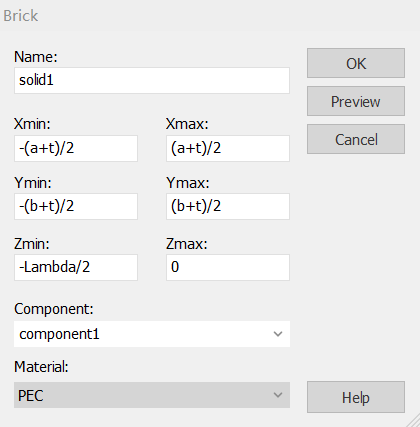 Brick
Name:
solid1
OK
Preview
Cancel
Xmin:
Xmax:
-(a+t)/2
(a+t)/2
Ymin:
Ymax:
-(b+t)/2
(b+t)/2
Zmin:
Zmax:
-Lambda/2
0
Component:
component1
Material:
PEC
Help